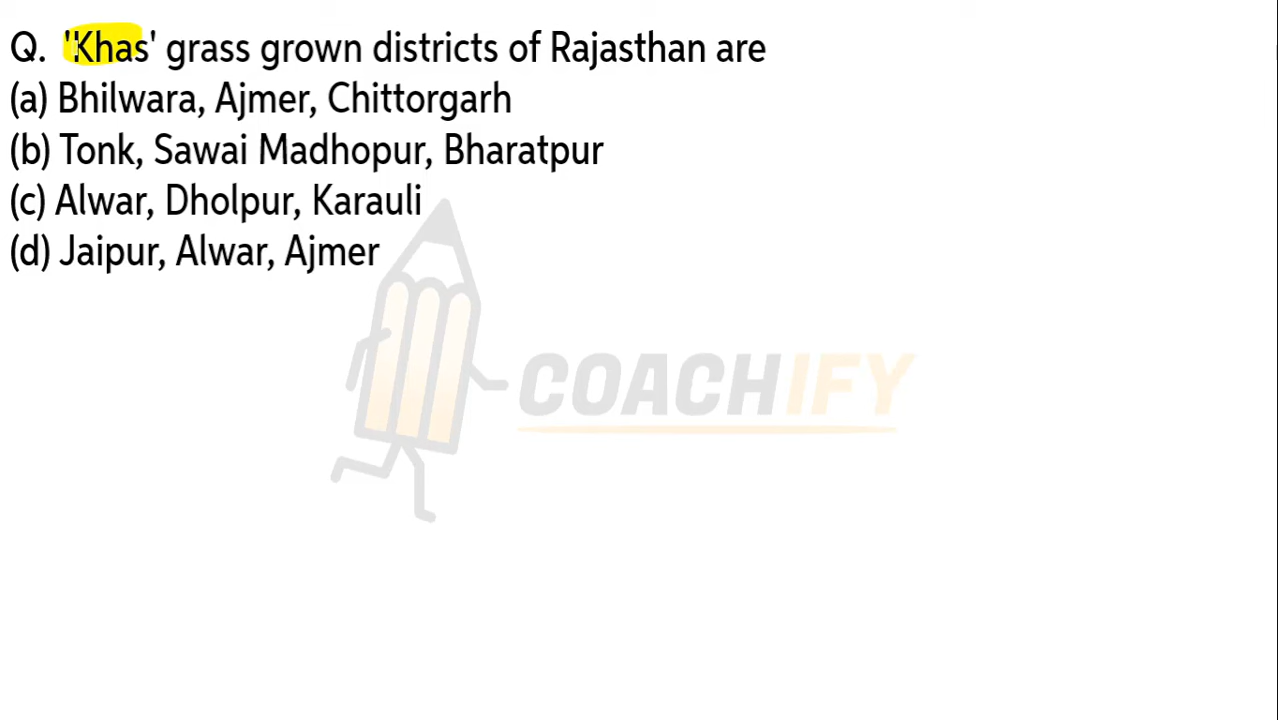 Q. 'Khas' grass grown districts of Rajasthan are
(a) Bhilwara, Ajmer, Chittorgarh
(b) Tonk, Sawai Madhopur, Bharatpur
(c) Alwar, Dholpur, Karauli
(d) Jaipur, Alwar, Ajmer
COACHIFY